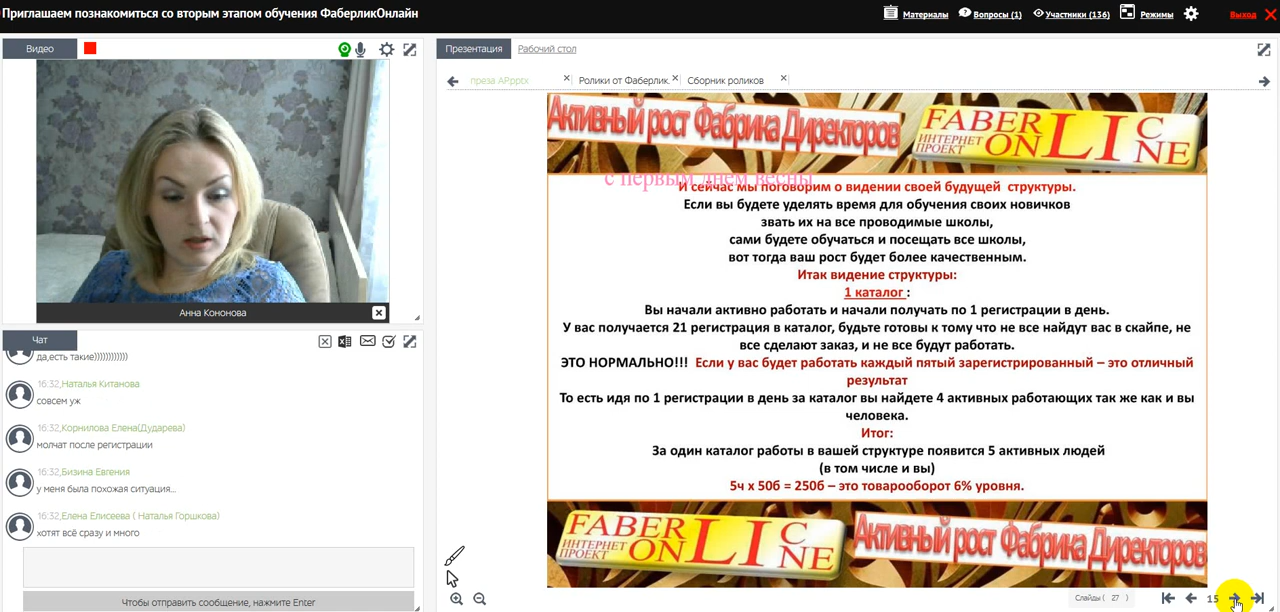 Приглашаем познакомиться со вторым этапом обучения ФаберликОнлайн
Материалы
Вопросы (1)
Участники (136)
Режимы
Выход
Видео
Анна Кононова
Чат
да,есть такие))))))))))))
16:32,Наталья Китанова
совсем уж
16:32,Корнилова Елена(Дударева)
молчат после регистрации
16:32,Бизина Евгения
у меня была похожая ситуация...
16:32,Елена Елисеева ( Наталья Горшкова)
хотят всё сразу и много
Чтобы отправить сообщение, нажмите Enter
Презентация
Рабочий стол
преза APpptx
Ролики от Фаберлик.
Сборник роликов
Активный рост Фабрика Директоров
FABER
ИНТЕРНЕТ ПРОЕКТ ONLINE
C
с первым днем весны
И сейчас мы поговорим о видении своей будущей структуры.
Если вы будете уделять время для обучения своих новичков
звать их на все проводимые школы,
сами будете обучаться и посещать все школы,
вот тогда ваш рост будет более качественным.
Итак видение структуры:
1 каталог :
Вы начали активно работать и начали получать по 1 регистрации в день.
У вас получается 21 регистрация в каталог, будьте готовы к тому что не все найдут вас в скайпе, не
все сделают заказ, и не все будут работать.
ЭТО НОРМАЛЬНО!!! Если у вас будет работать каждый пятый зарегистрированный – это отличный
результат
То есть идя по 1 регистрации в день за каталог вы найдете 4 активных работающих так же как и вы
человека.
Итог:
За один каталог работы в вашей структуре появится 5 активных людей
(в том числе и вы)
5ч х 50б = 250б – это товарооборот 6% уровня.
FABER
ИНТЕРНЕТ ПРОЕКТ ONLINE
C
Активный рост Фабрика Директоров
Слайды ( 27 )
15